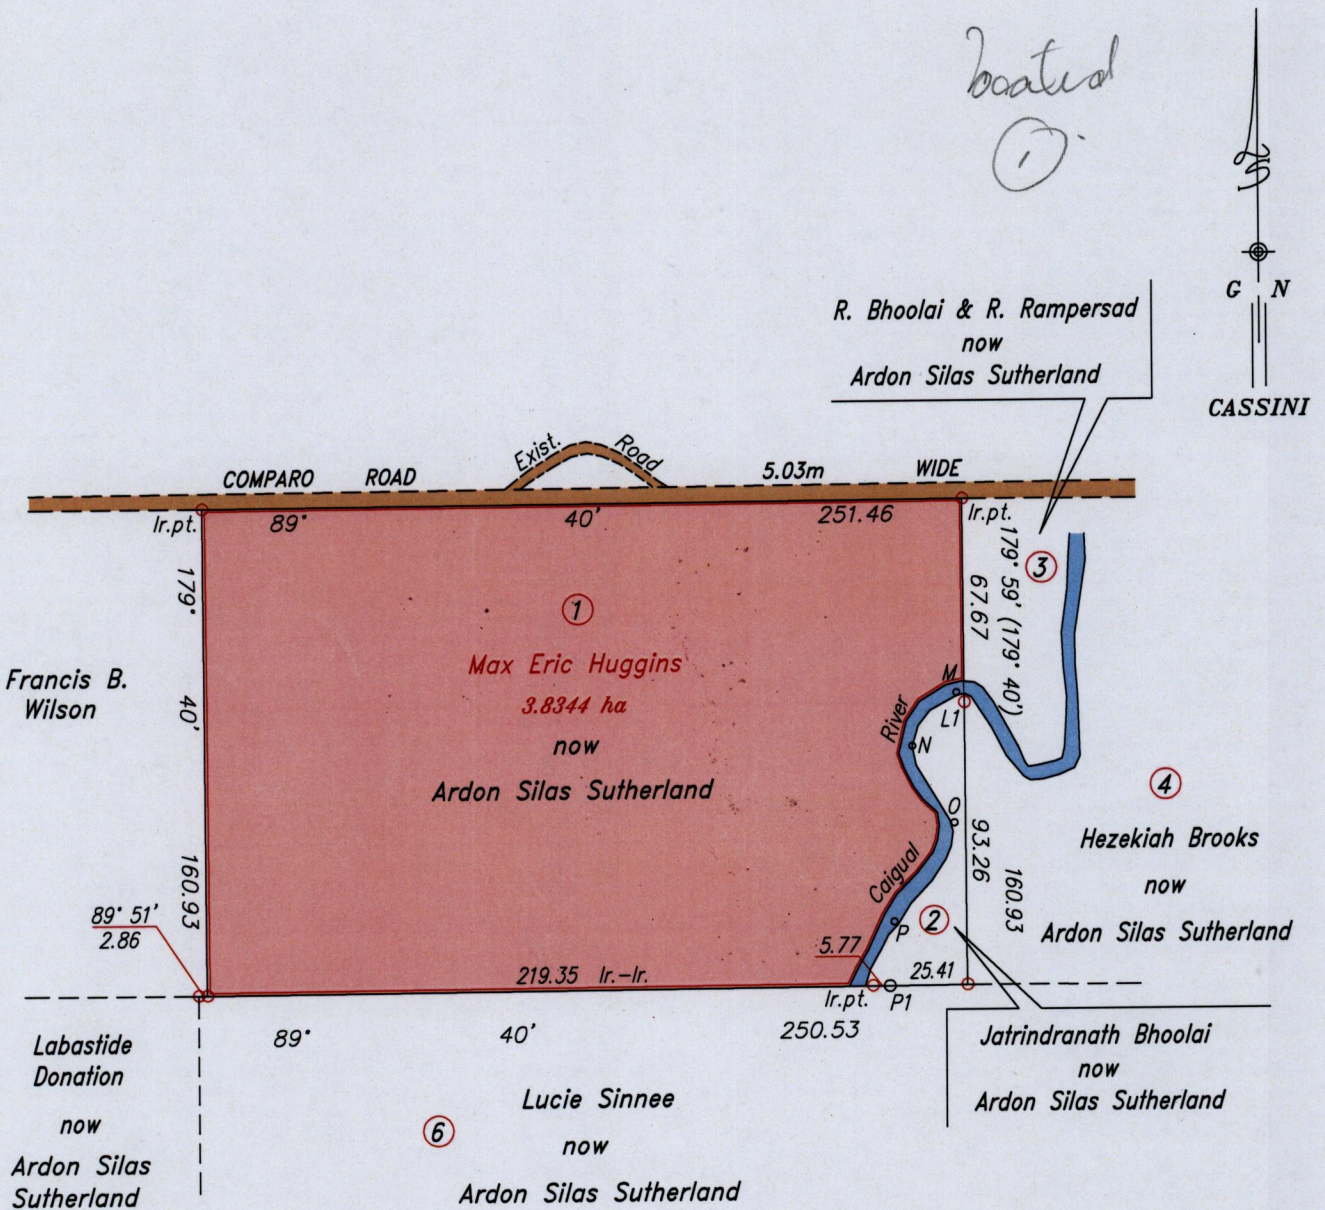 located
1
G N
CASSINI
R. Bhoolai & R. Rampersad
now
Ardon Silas Sutherland
COMPARO ROAD
Exist. Road
5.03m WIDE
Ir.pt.
89° 40' 251.46
Ir.pt.
179° 59' (179° 40')
67.67
3
179° 40' 160.93
1
Max Eric Huggins
3.8344 ha
now
Ardon Silas Sutherland
Francis B.
Wilson
M
L1
River
N
O
Caigual
P
93.26
160.93
4
Hezekiah Brooks
now
Ardon Silas Sutherland
2
89° 51'
2.86
5.77
219.35 Ir.-Ir.
25.41
Ir.pt.
P1
89° 40' 250.53
Jatrindranath Bhoolai
now
Ardon Silas Sutherland
Labastide
Donation
now
Ardon Silas
Sutherland
6
Lucie Sinnee
now
Ardon Silas Sutherland